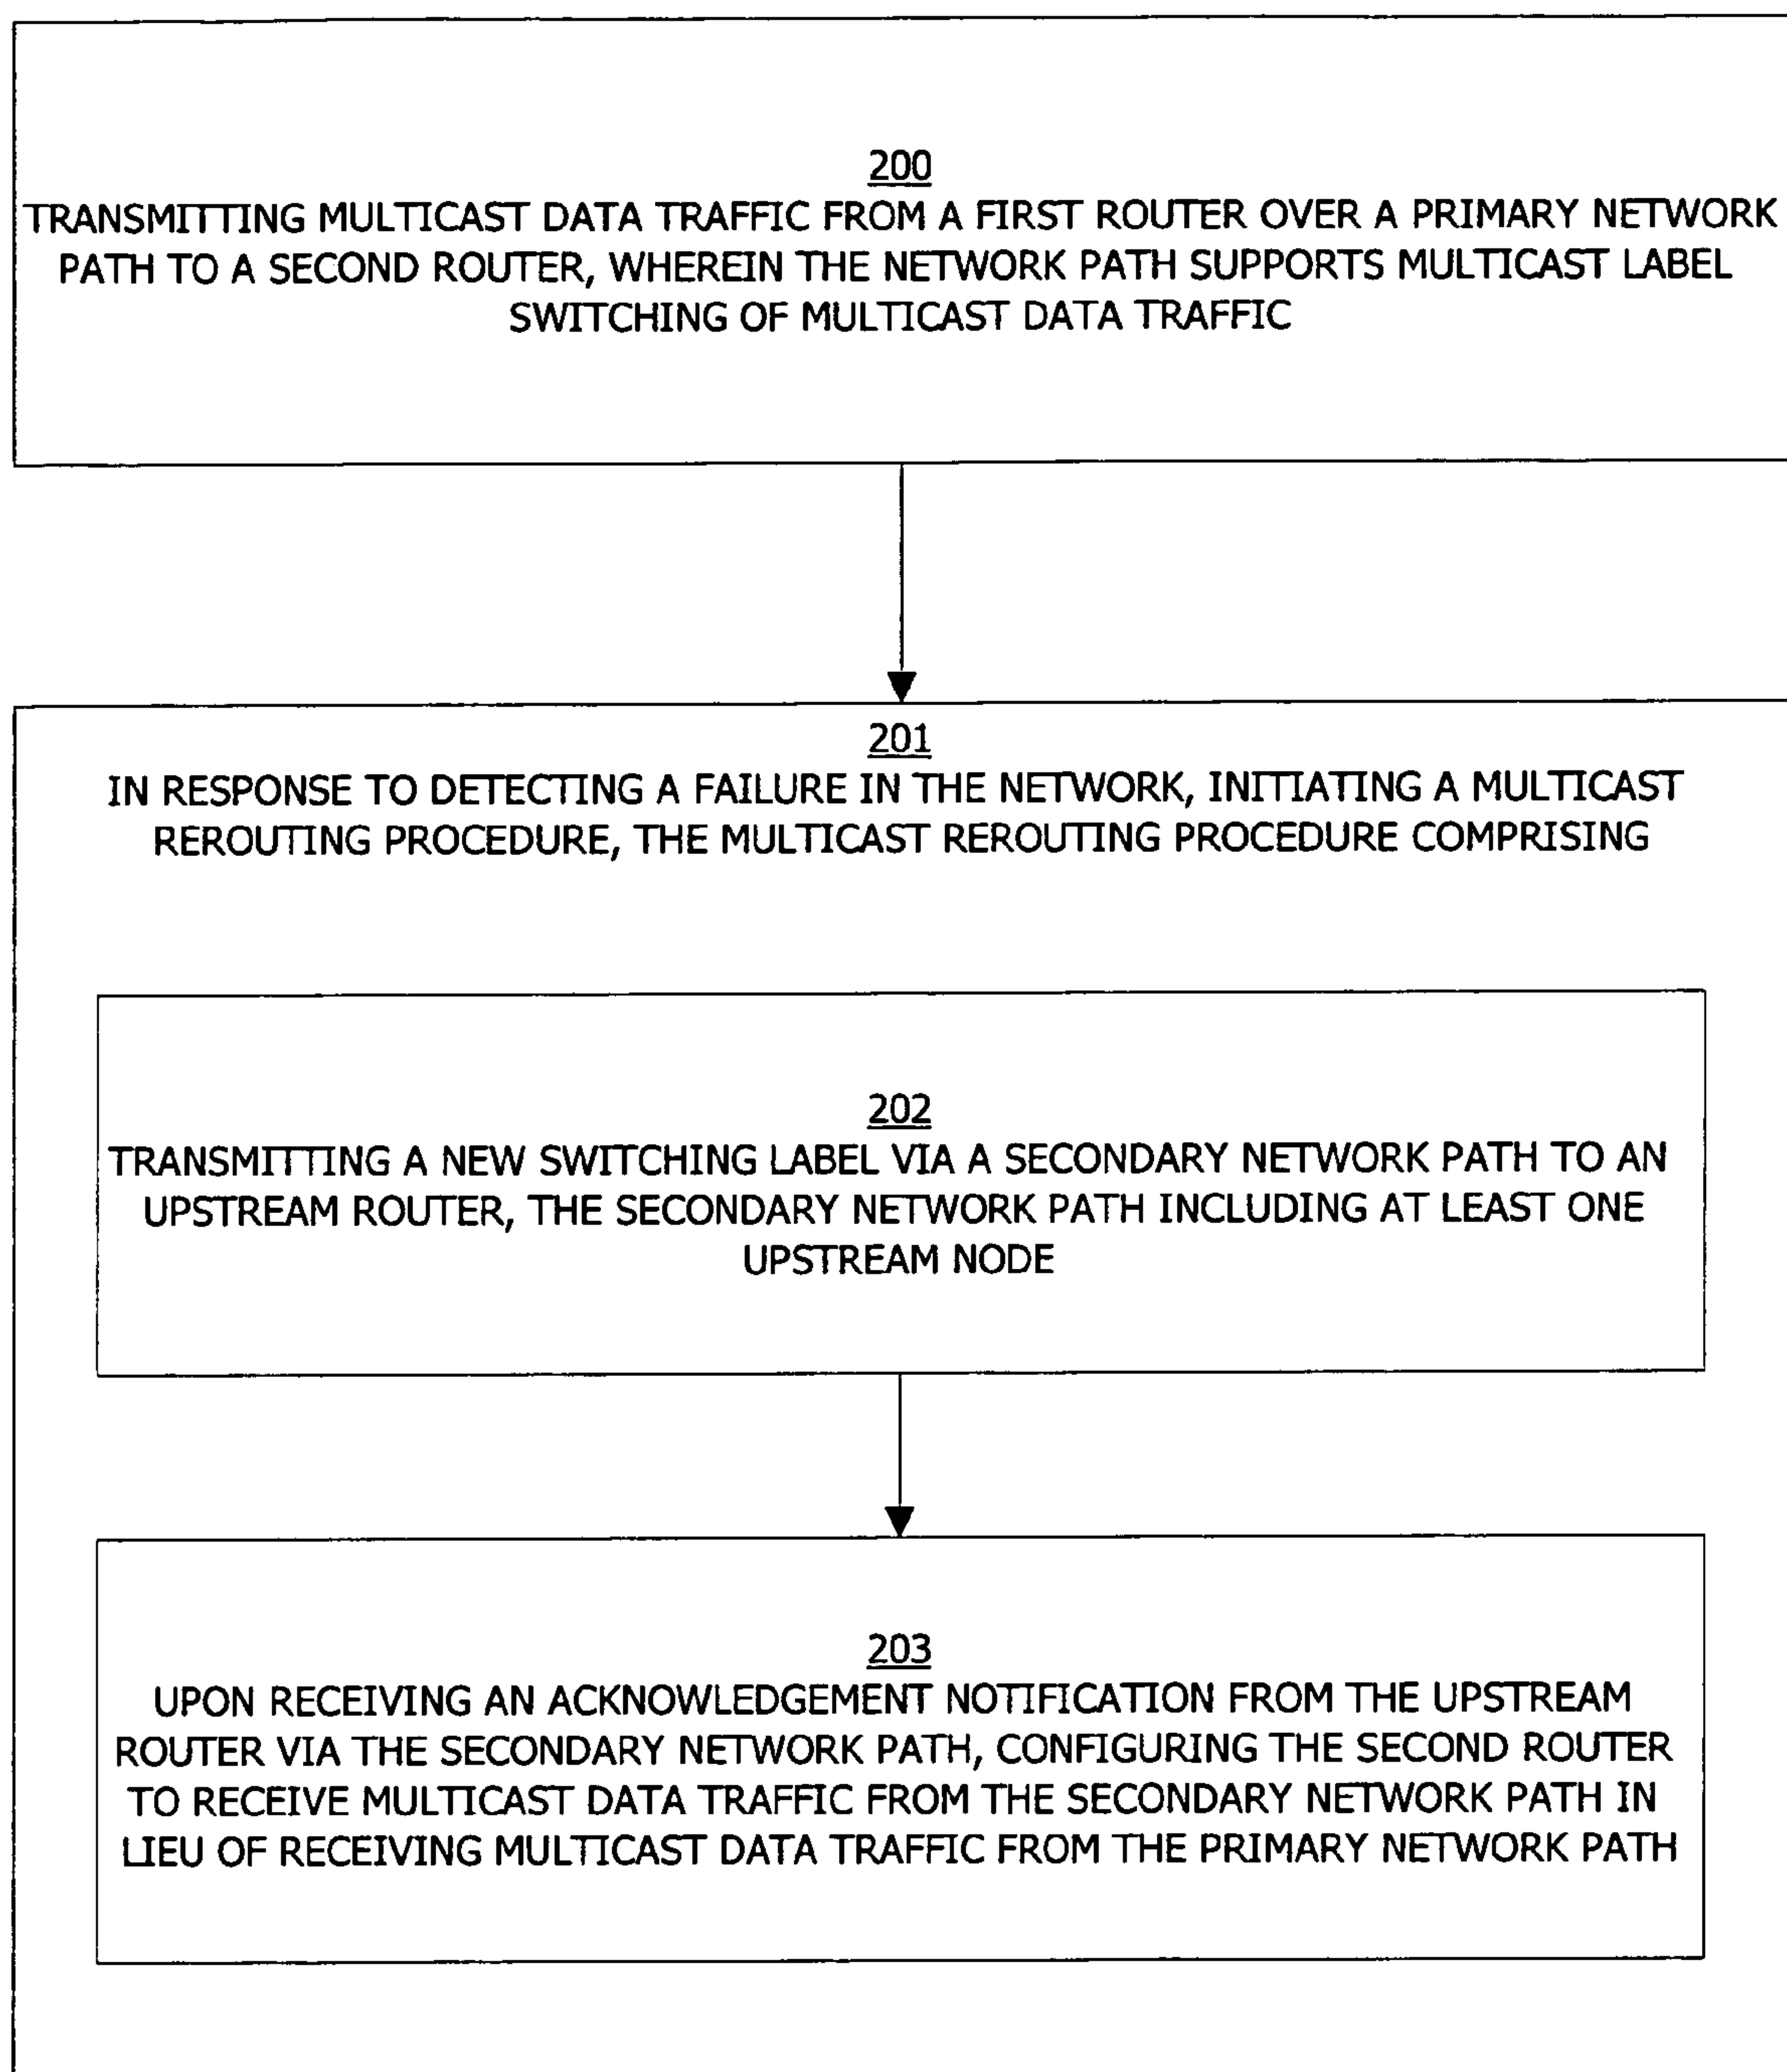 200
TRANSMITTING MULTICAST DATA TRAFFIC FROM A FIRST ROUTER OVER A PRIMARY NETWORK
PATH TO A SECOND ROUTER, WHEREIN THE NETWORK PATH SUPPORTS MULTICAST LABEL
SWITCHING OF MULTICAST DATA TRAFFIC
201
IN RESPONSE TO DETECTING A FAILURE IN THE NETWORK, INITIATING A MULTICAST
REROUTING PROCEDURE, THE MULTICAST REROUTING PROCEDURE COMPRISING
202
TRANSMITTING A NEW SWITCHING LABEL VIA A SECONDARY NETWORK PATH TO AN
UPSTREAM ROUTER, THE SECONDARY NETWORK PATH INCLUDING AT LEAST ONE
UPSTREAM NODE
203
UPON RECEIVING AN ACKNOWLEDGEMENT NOTIFICATION FROM THE UPSTREAM
ROUTER VIA THE SECONDARY NETWORK PATH, CONFIGURING THE SECOND ROUTER
TO RECEIVE MULTICAST DATA TRAFFIC FROM THE SECONDARY NETWORK PATH IN
LIEU OF RECEIVING MULTICAST DATA TRAFFIC FROM THE PRIMARY NETWORK PATH